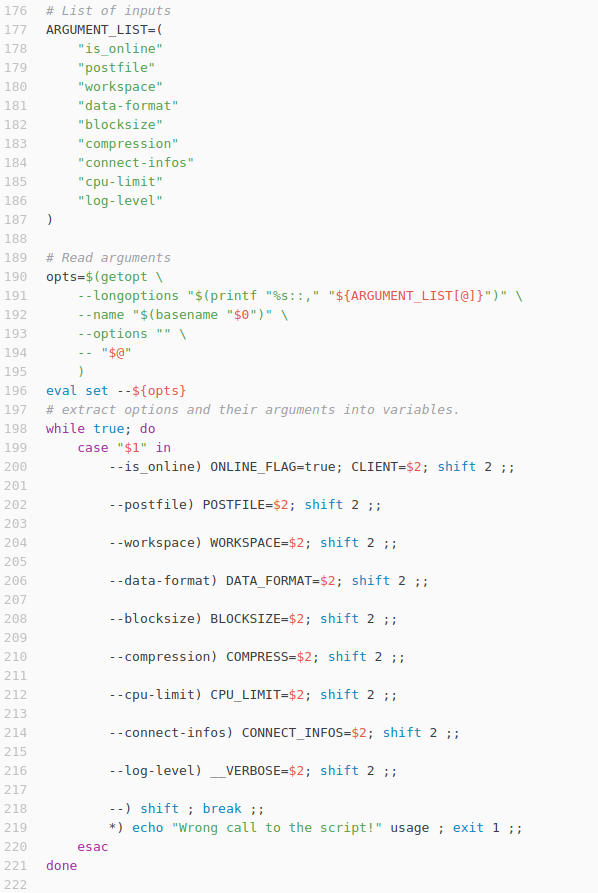 176 # List of inputs
177 ARGUMENT_LIST=(
178     "is_online"
179     "postfile"
180     "workspace"
181     "data-format"
182     "blocksize"
183     "compression"
184     "connect-infos"
185     "cpu-limit"
186     "log-level"
187 )
188
189 # Read arguments
190 opts=$(getopt \
191     --longoptions "$(printf "%s::," "${ARGUMENT_LIST[@]}")" \
192     --name "$(basename "$0")" \
193     --options "" \
194     -- "$@"
195     )
196 eval set --${opts}
197 # extract options and their arguments into variables.
198 while true; do
199     case "$1" in
200         --is_online) ONLINE_FLAG=true; CLIENT=$2; shift 2 ;;
201
202         --postfile) POSTFILE=$2; shift 2 ;;
203
204         --workspace) WORKSPACE=$2; shift 2 ;;
205
206         --data-format) DATA_FORMAT=$2; shift 2 ;;
207
208         --blocksize) BLOCKSIZE=$2; shift 2 ;;
209
210         --compression) COMPRESS=$2; shift 2 ;;
211
212         --cpu-limit) CPU_LIMIT=$2; shift 2 ;;
213
214         --connect-infos) CONNECT_INFOS=$2; shift 2 ;;
215
216         --log-level) __VERBOSE=$2; shift 2 ;;
217
218         --) shift ; break ;;
219         *) echo "Wrong call to the script!" usage ; exit 1 ;;
220     esac
221 done
222